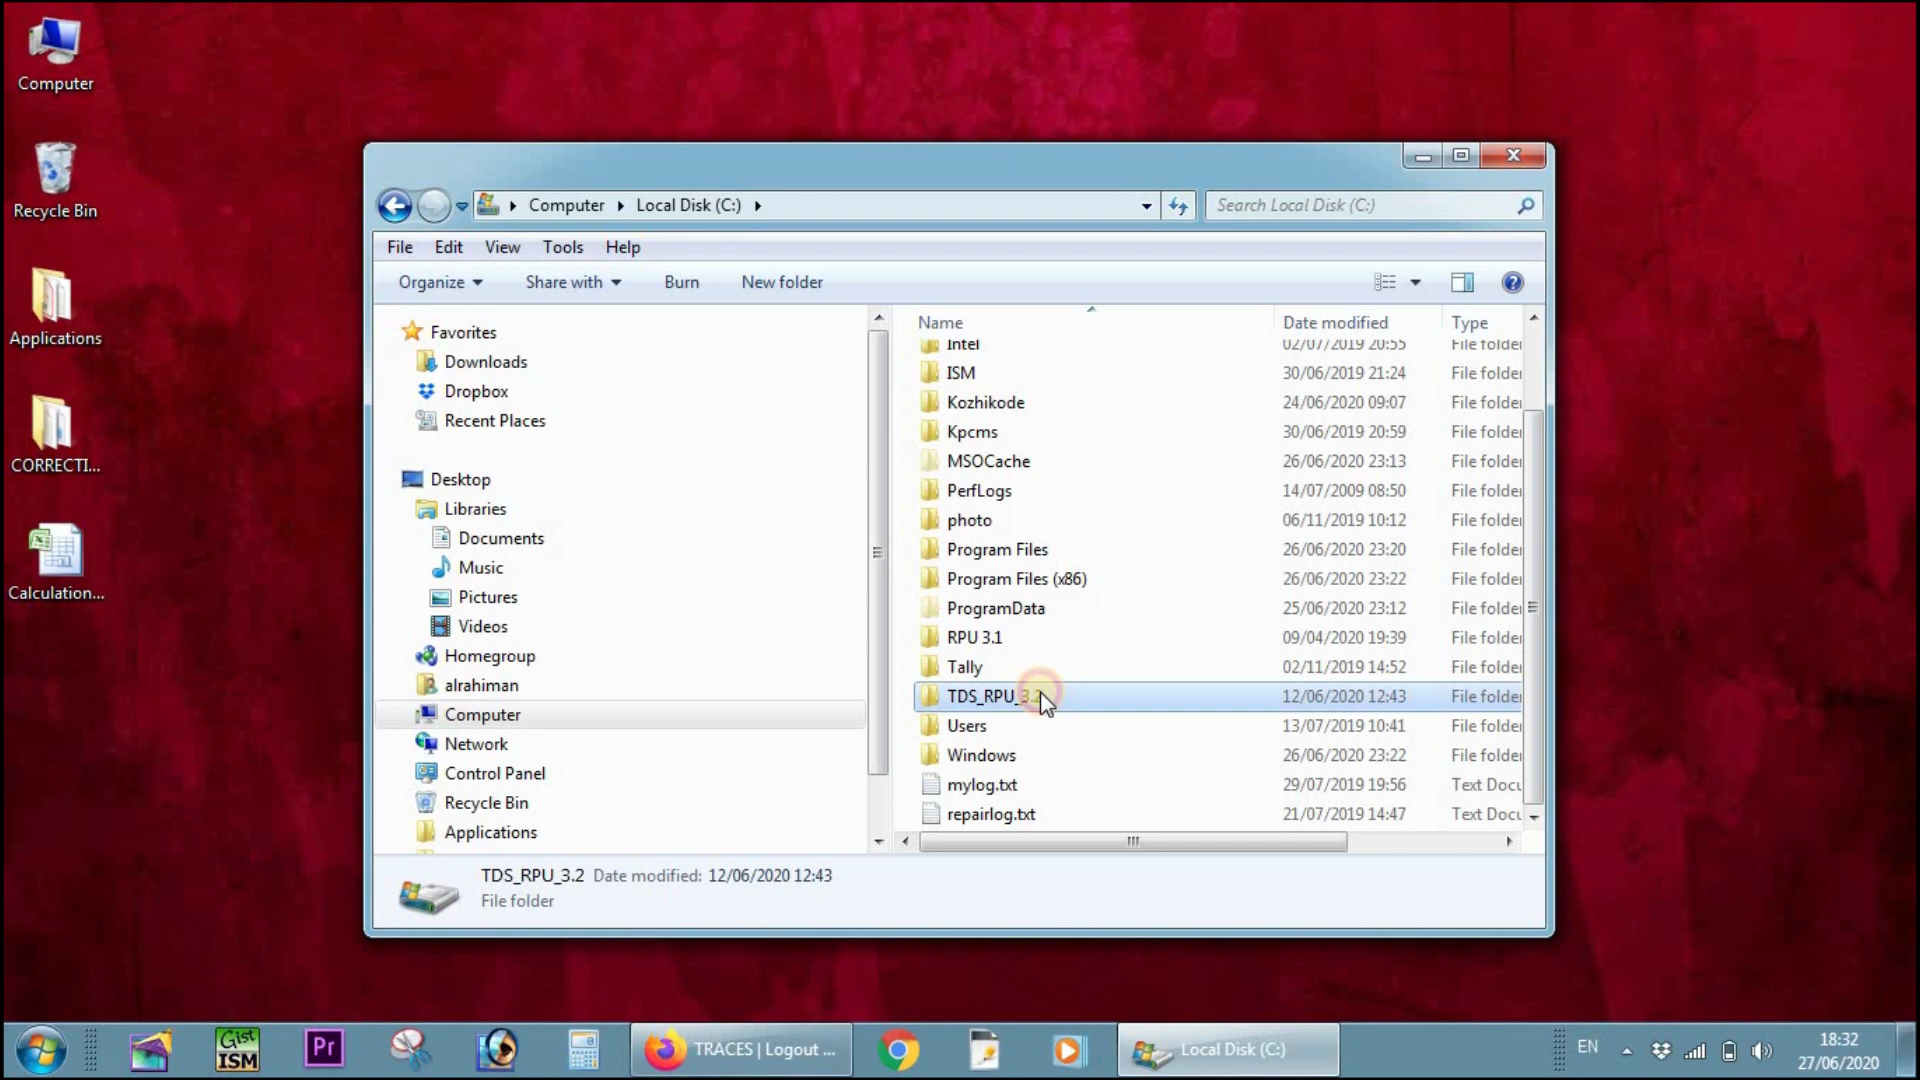 Computer
Recycle Bin
Applications
CORRECTI...
Calculation...
Computer
Local Disk (C:)
Search Local Disk (C:)
File Edit View Tools Help
Organize Share with Burn New folder
Favorites
Downloads
Dropbox
Recent Places
Desktop
Libraries
Documents
Music
Pictures
Videos
Homegroup
alrahiman
Computer
Network
Control Panel
Recycle Bin
Applications
Name Date modified Type
Intel 02/07/2019 20:55 File folder
ISM 30/06/2019 21:24 File folder
Kozhikode 24/06/2020 09:07 File folder
Kpcms 30/06/2019 20:59 File folder
MSOCache 26/06/2020 23:13 File folder
PerfLogs 14/07/2009 08:50 File folder
photo 06/11/2019 10:12 File folder
Program Files 26/06/2020 23:20 File folder
Program Files (x86) 26/06/2020 23:22 File folder
ProgramData 25/06/2020 23:12 File folder
RPU 3.1 09/04/2020 19:39 File folder
Tally 02/11/2019 14:52 File folder
TDS_RPU_3.2 12/06/2020 12:43 File folder
Users 13/07/2019 10:41 File folder
Windows 26/06/2020 23:22 File folder
mylog.txt 29/07/2019 19:56 Text Docu
repairlog.txt 21/07/2019 14:47 Text Docu
TDS_RPU_3.2 Date modified: 12/06/2020 12:43
File folder
Gist
ISM
Pr
TRACES | Logout ...
Local Disk (C:)
EN
18:32
27/06/2020